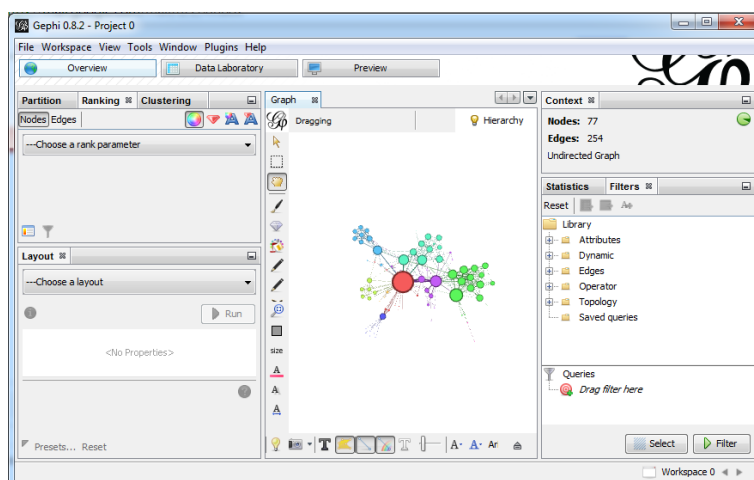 Gephi 0.8.2 - Project 0
File Workspace View Tools Window Plugins Help
Overview Data Laboratory Preview
Partition Ranking Clustering
Nodes Edges
---Choose a rank parameter
Layout
---Choose a layout
Run
<No Properties>
Presets... Reset
Graph
Dragging Hierarchy
size
A
A
A
T T A- A- Ar
Context
Nodes: 77
Edges: 254
Undirected Graph
Statistics Filters
Reset
Library
Attributes
Dynamic
Edges
Operator
Topology
Saved queries
Queries
Drag filter here
Select Filter
Workspace 0